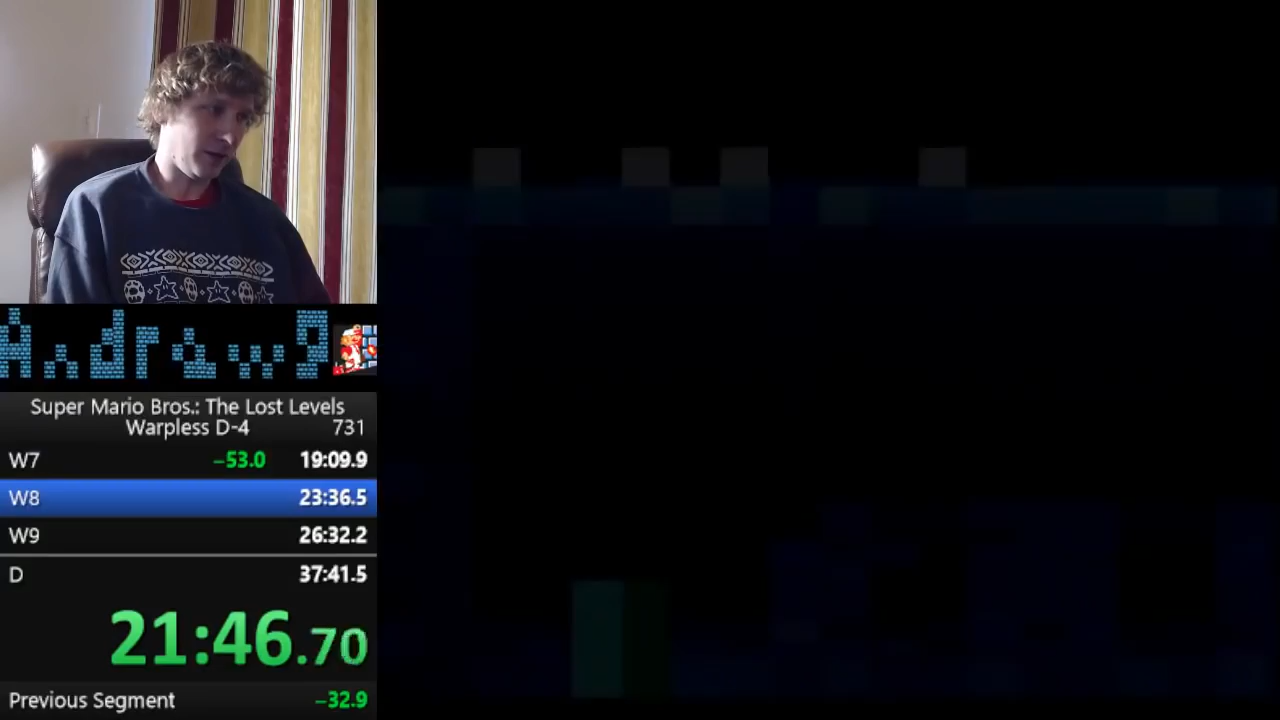 Andrewg
Super Mario Bros.: The Lost Levels
Warpless D-4 731
W7 -53.0 19:09.9
W8 23:36.5
W9 26:32.2
D 37:41.5
21:46.70
Previous Segment -32.9